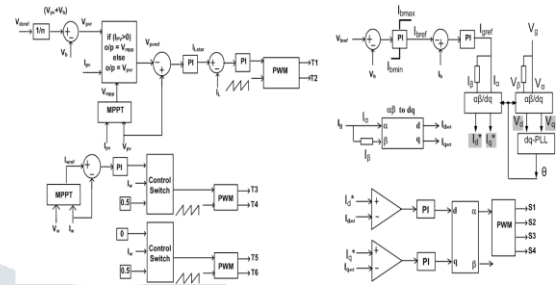 (Vpv+Vb)
Vdcref
1/n
Vpvr
Vb
Ipv
if (IPV>0)
o/p = Vmpp
else
o/p = Vpvr
Vmpp
MPPT
Ipv Vpv
Vpvref
PI
ILstar
IL
PI
PWM
T1
T2
Iwref
MPPT
Vw Iw
PI
Iw
0.5
Control
Switch
PWM
T3
T4
0
Iw
0.5
Control
Switch
PWM
T5
T6
Vbref
Vb
Ibmax
PI
Ibmin
Ibref
Ib
PI
Igref
Iβ Iα
αβ/dq
Id* Iq*
Vg
Vβ Vα
αβ/dq
Vd Vq
dq-PLL
θ
αβ to dq
Ig
Iα
Iβ
α d
β q
Idact
Iqact
Id*
Idact
+
−
PI
Iq*
Iqact
+
−
PI
d α
q β
PWM
S1
S2
S3
S4